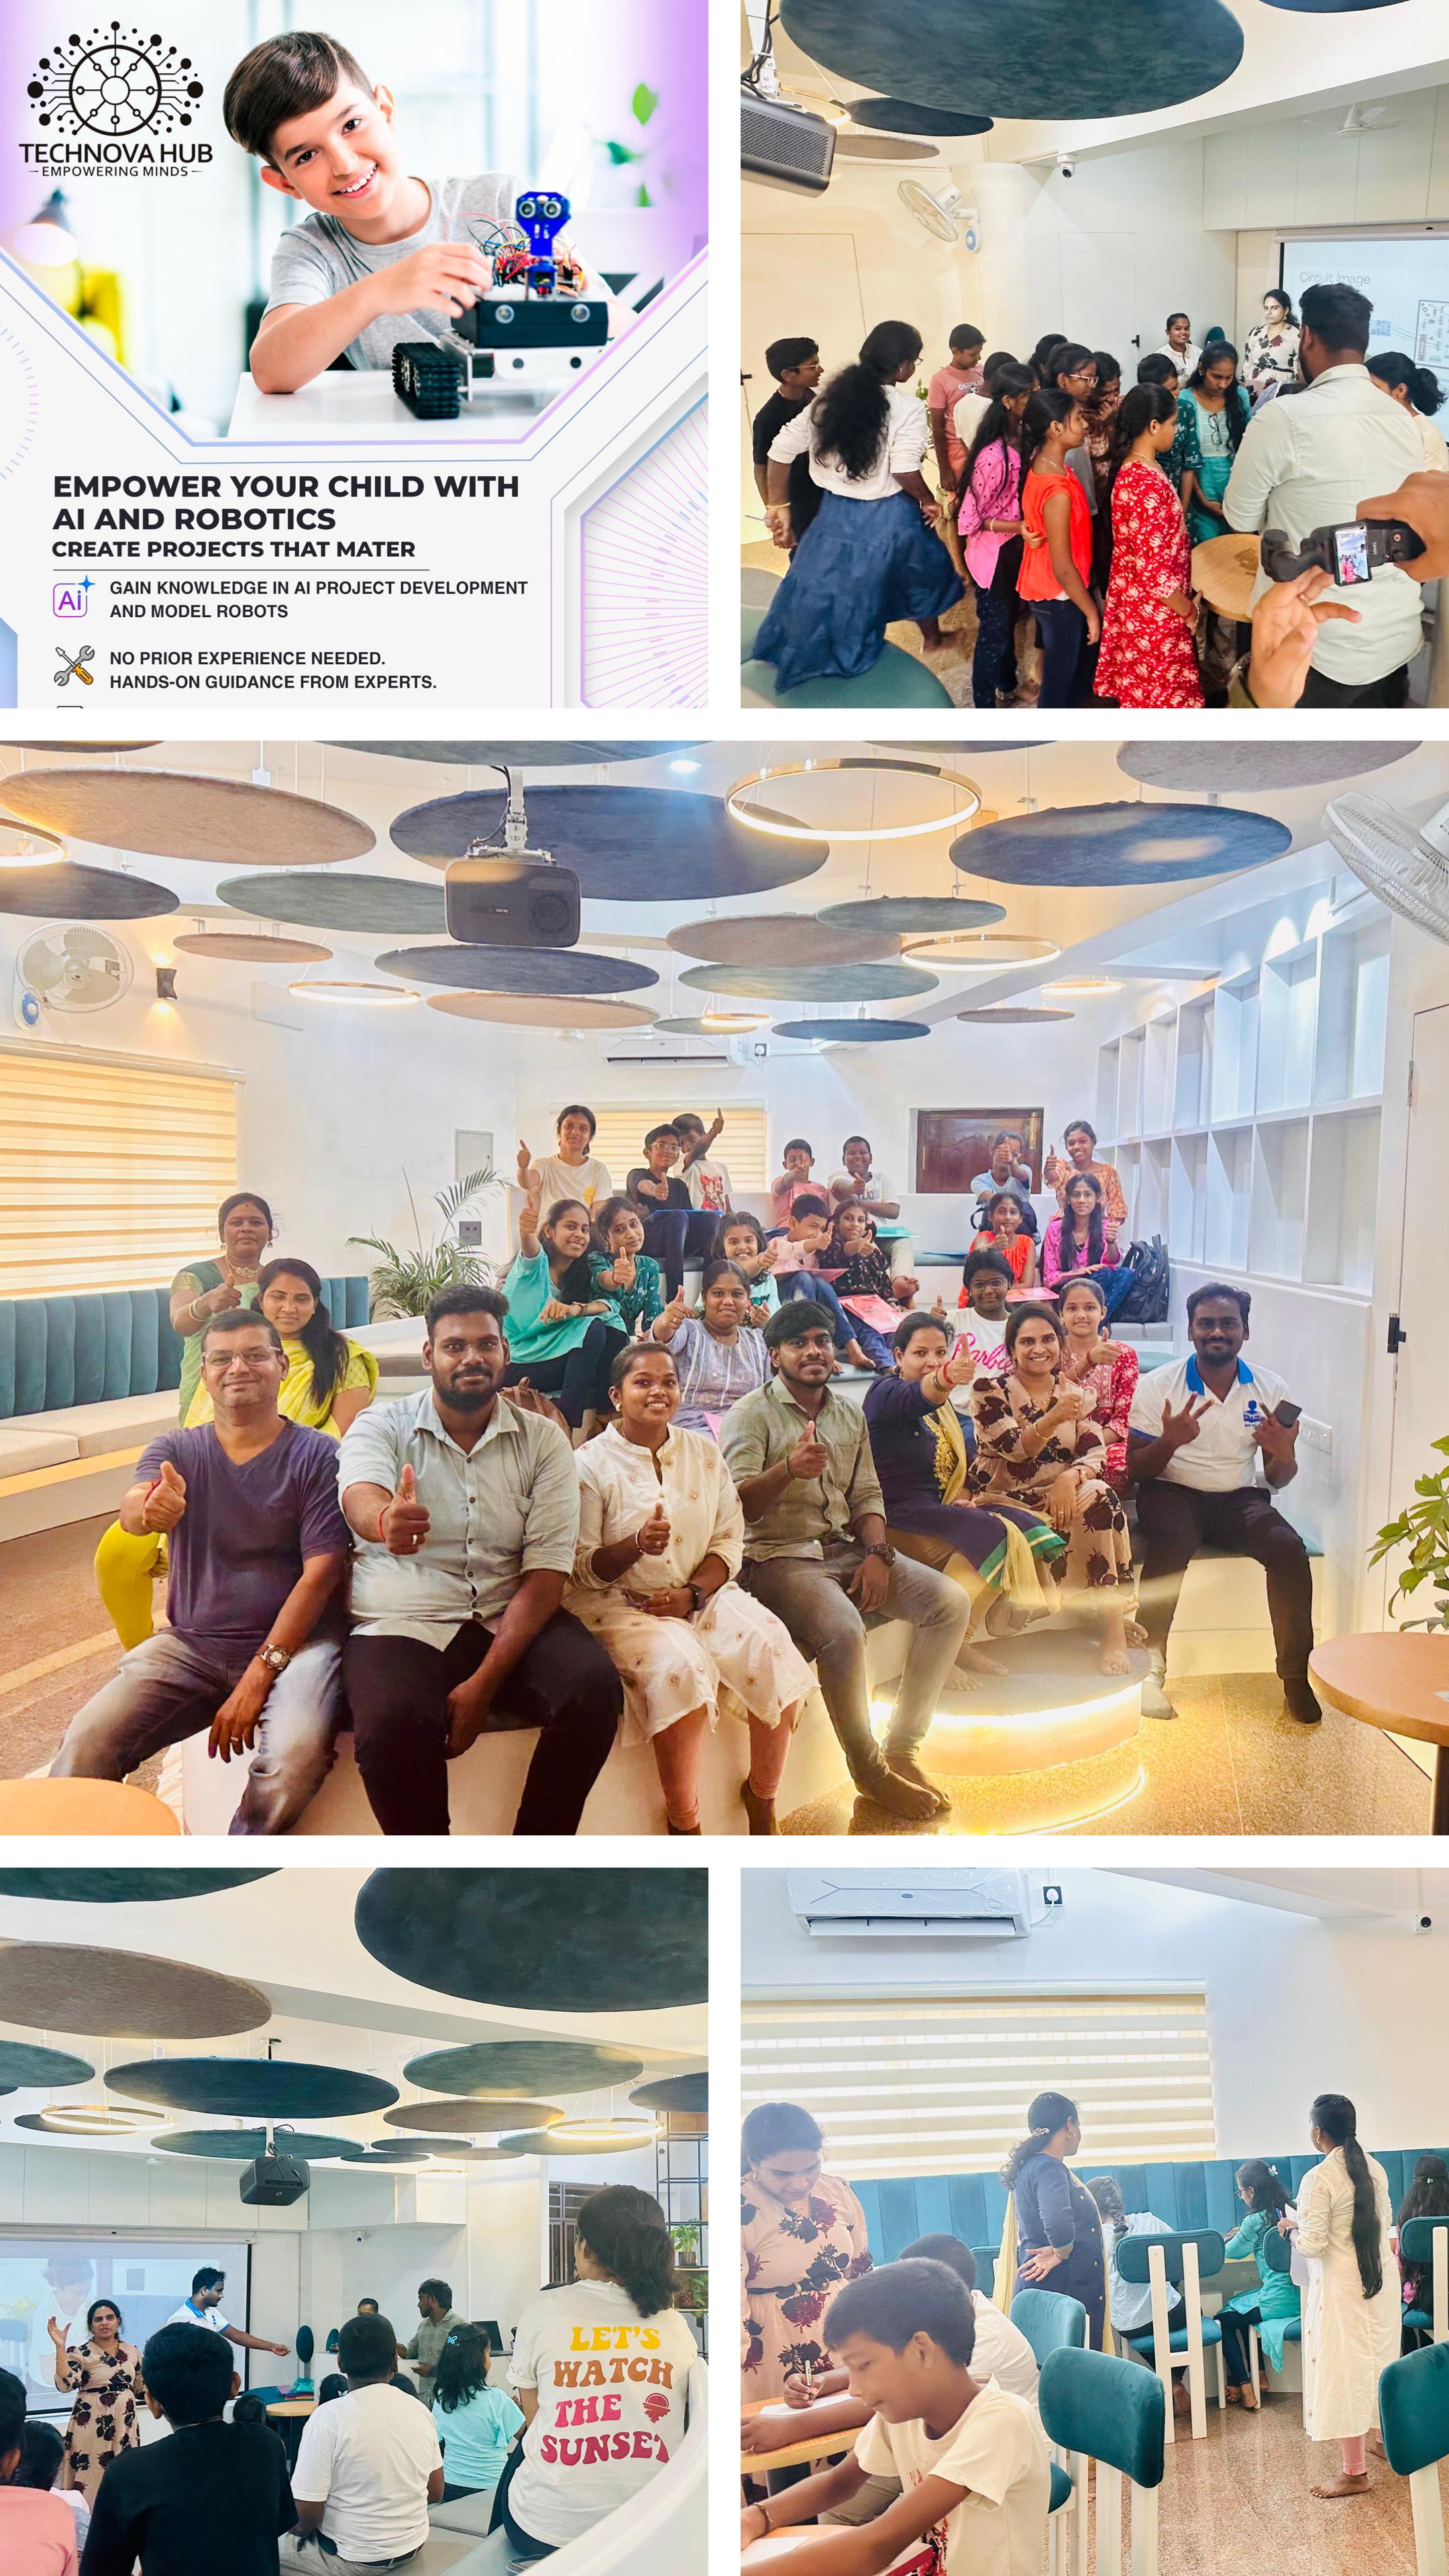 TECHNOVA HUB
EMPOWERING MINDS
EMPOWER YOUR CHILD WITH
AI AND ROBOTICS
CREATE PROJECTS THAT MATER
Ai
GAIN KNOWLEDGE IN AI PROJECT DEVELOPMENT
AND MODEL ROBOTS
NO PRIOR EXPERIENCE NEEDED.
HANDS-ON GUIDANCE FROM EXPERTS.
Circuit Image
Barbie
LET'S
WATCH
THE
SUNSET